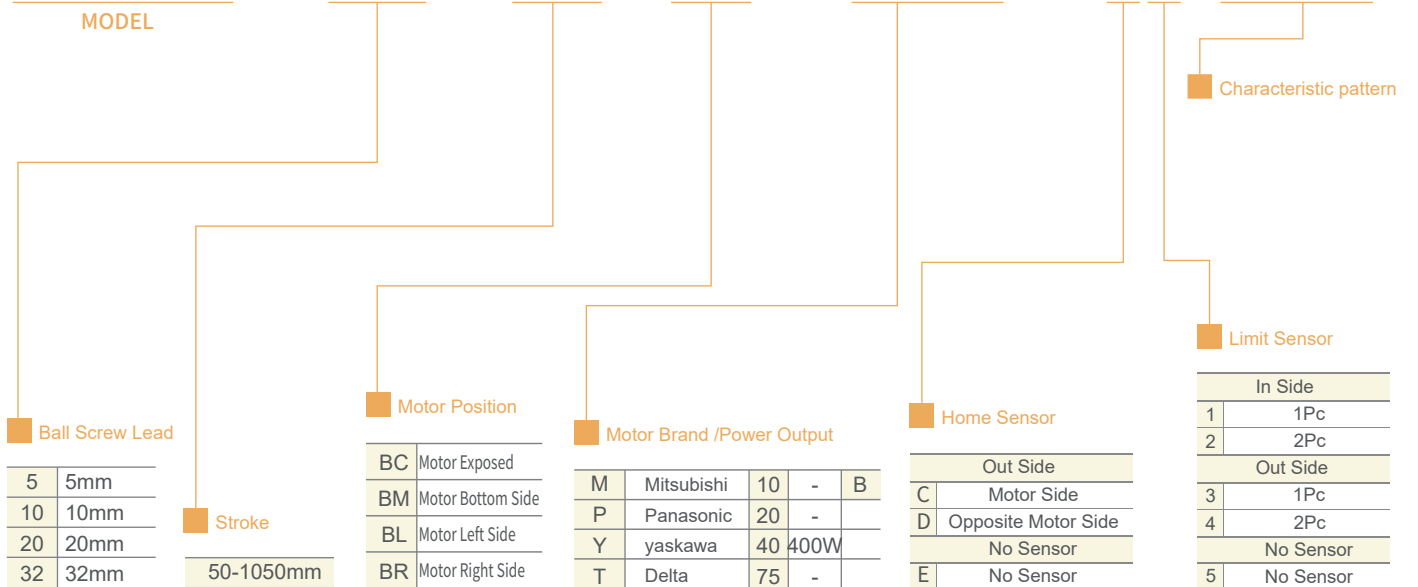 MODEL
Characteristic pattern
Limit Sensor
In Side
1 1Pc
2 2Pc
Out Side
3 1Pc
4 2Pc
No Sensor
5 No Sensor
Motor Position
BC Motor Exposed
BM Motor Bottom Side
BL Motor Left Side
BR Motor Right Side
Home Sensor
Out Side
C Motor Side
D Opposite Motor Side
No Sensor
E No Sensor
Ball Screw Lead
5 5mm
10 10mm
20 20mm
32 32mm
Motor Brand /Power Output
M Mitsubishi 10 - B
P Panasonic 20 -
Y yaskawa 40 400W
T Delta 75 -
Stroke
50-1050mm